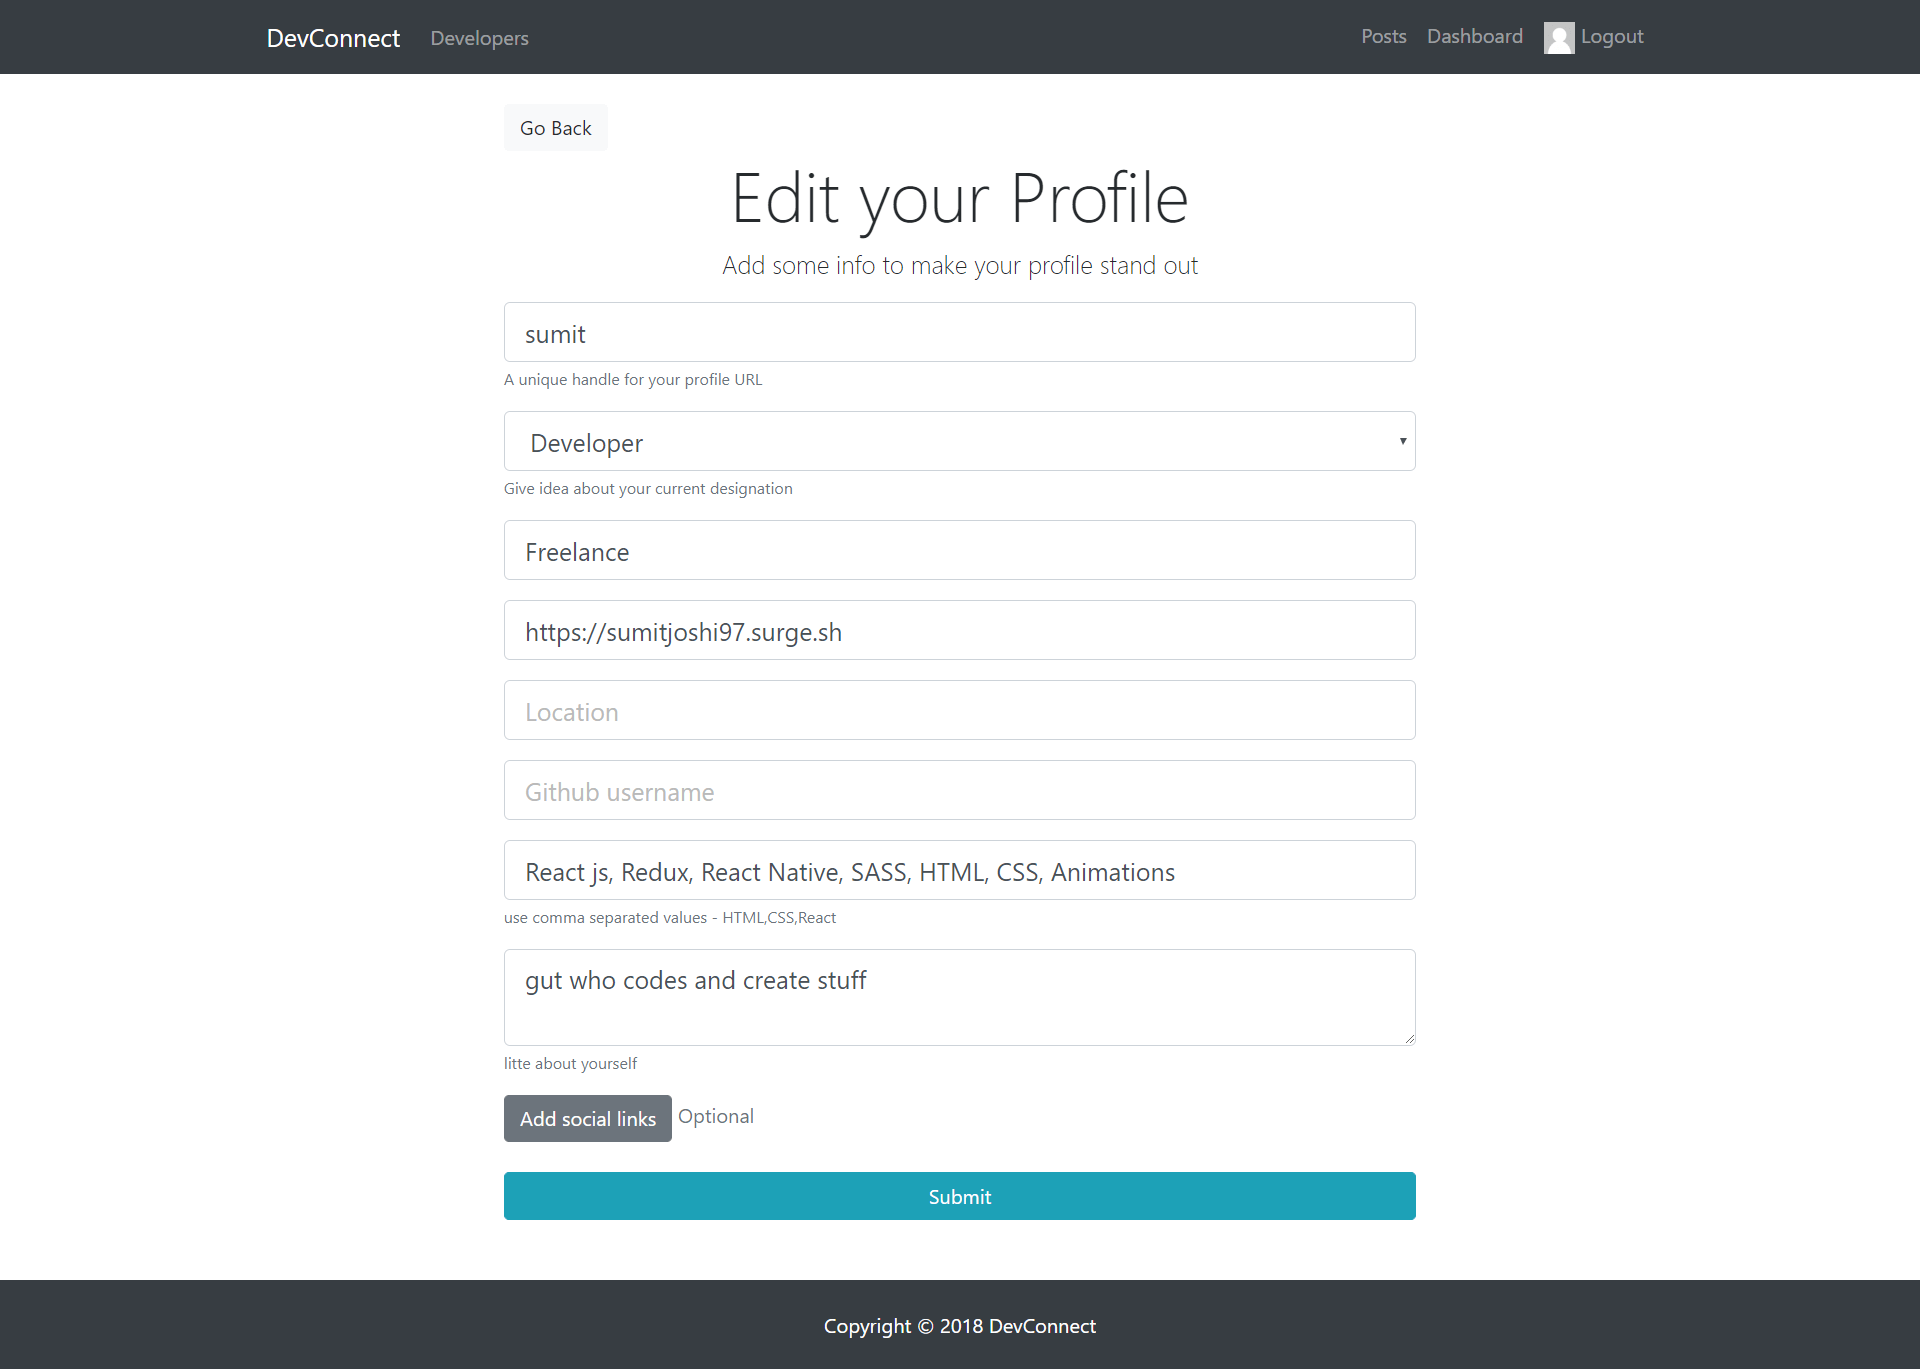 DevConnect Developers Posts Dashboard Logout
Go Back
Edit your Profile
Add some info to make your profile stand out
sumit
A unique handle for your profile URL
Developer
Give idea about your current designation
Freelance
https://sumitjoshi97.surge.sh
Location
Github username
React js, Redux, React Native, SASS, HTML, CSS, Animations
use comma separated values - HTML,CSS,React
gut who codes and create stuff
litte about yourself
Add social links Optional
Submit
Copyright © 2018 DevConnect